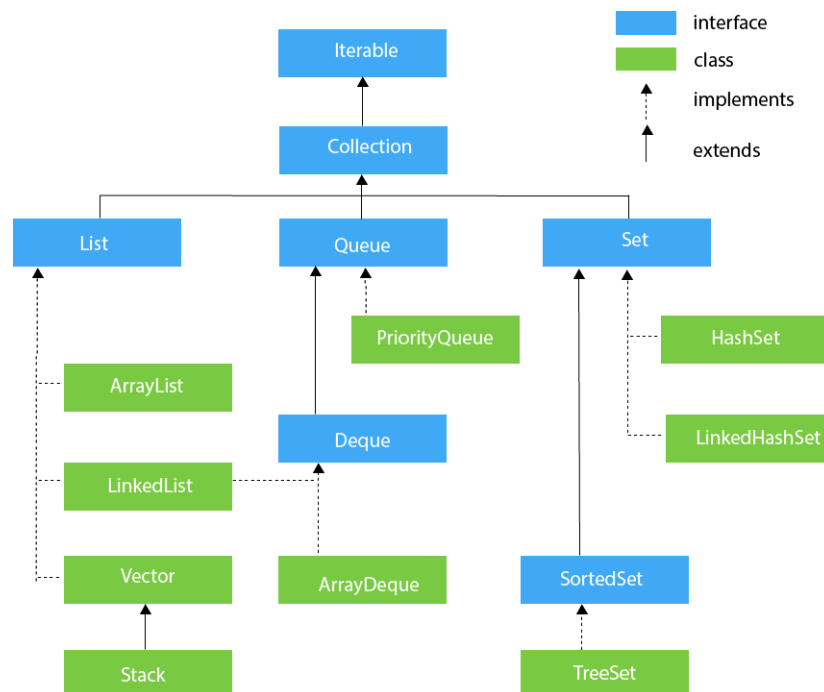 Iterable
interface
class
implements
extends
Collection
List
Queue
Set
PriorityQueue
HashSet
ArrayList
Deque
LinkedHashSet
LinkedList
Vector
ArrayDeque
SortedSet
Stack
TreeSet